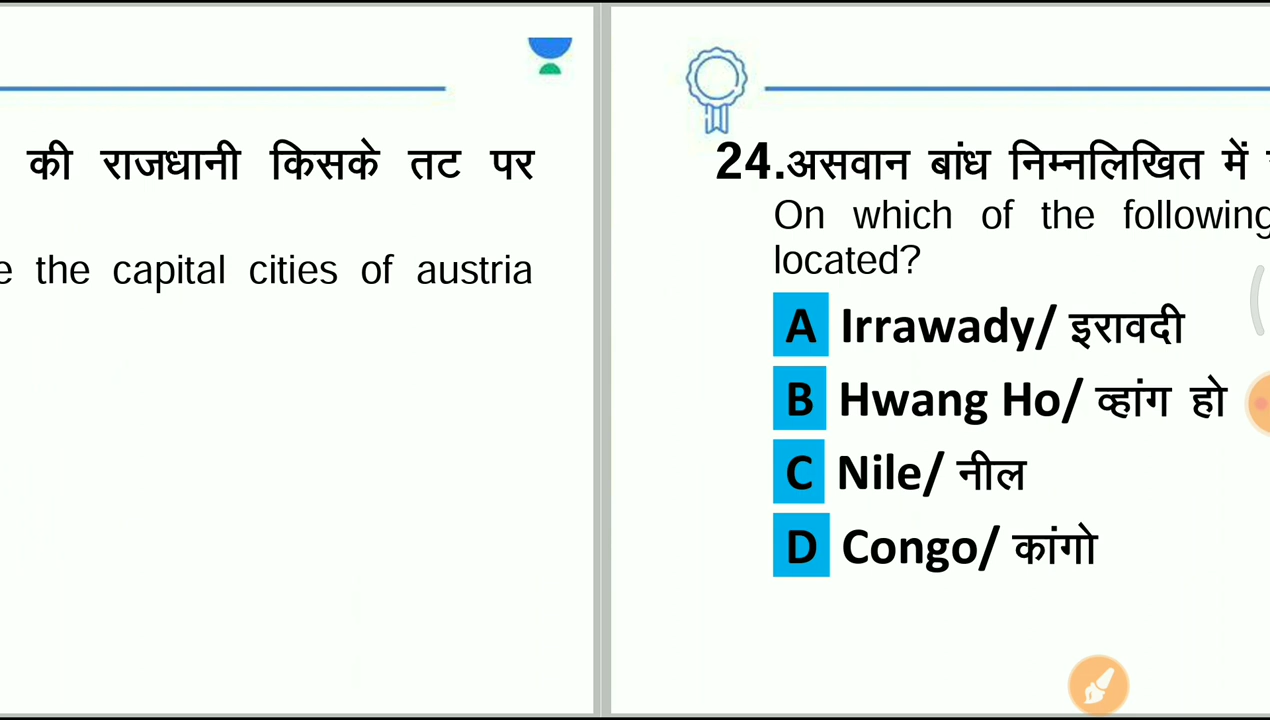 की राजधानी किसके तट पर
the capital cities of austria
24.असवान बांध निम्नलिखित में
On which of the following
located?
A Irrawady/ इरावदी
B Hwang Ho/ व्हांग हो
C Nile/ नील
D Congo/ कांगो